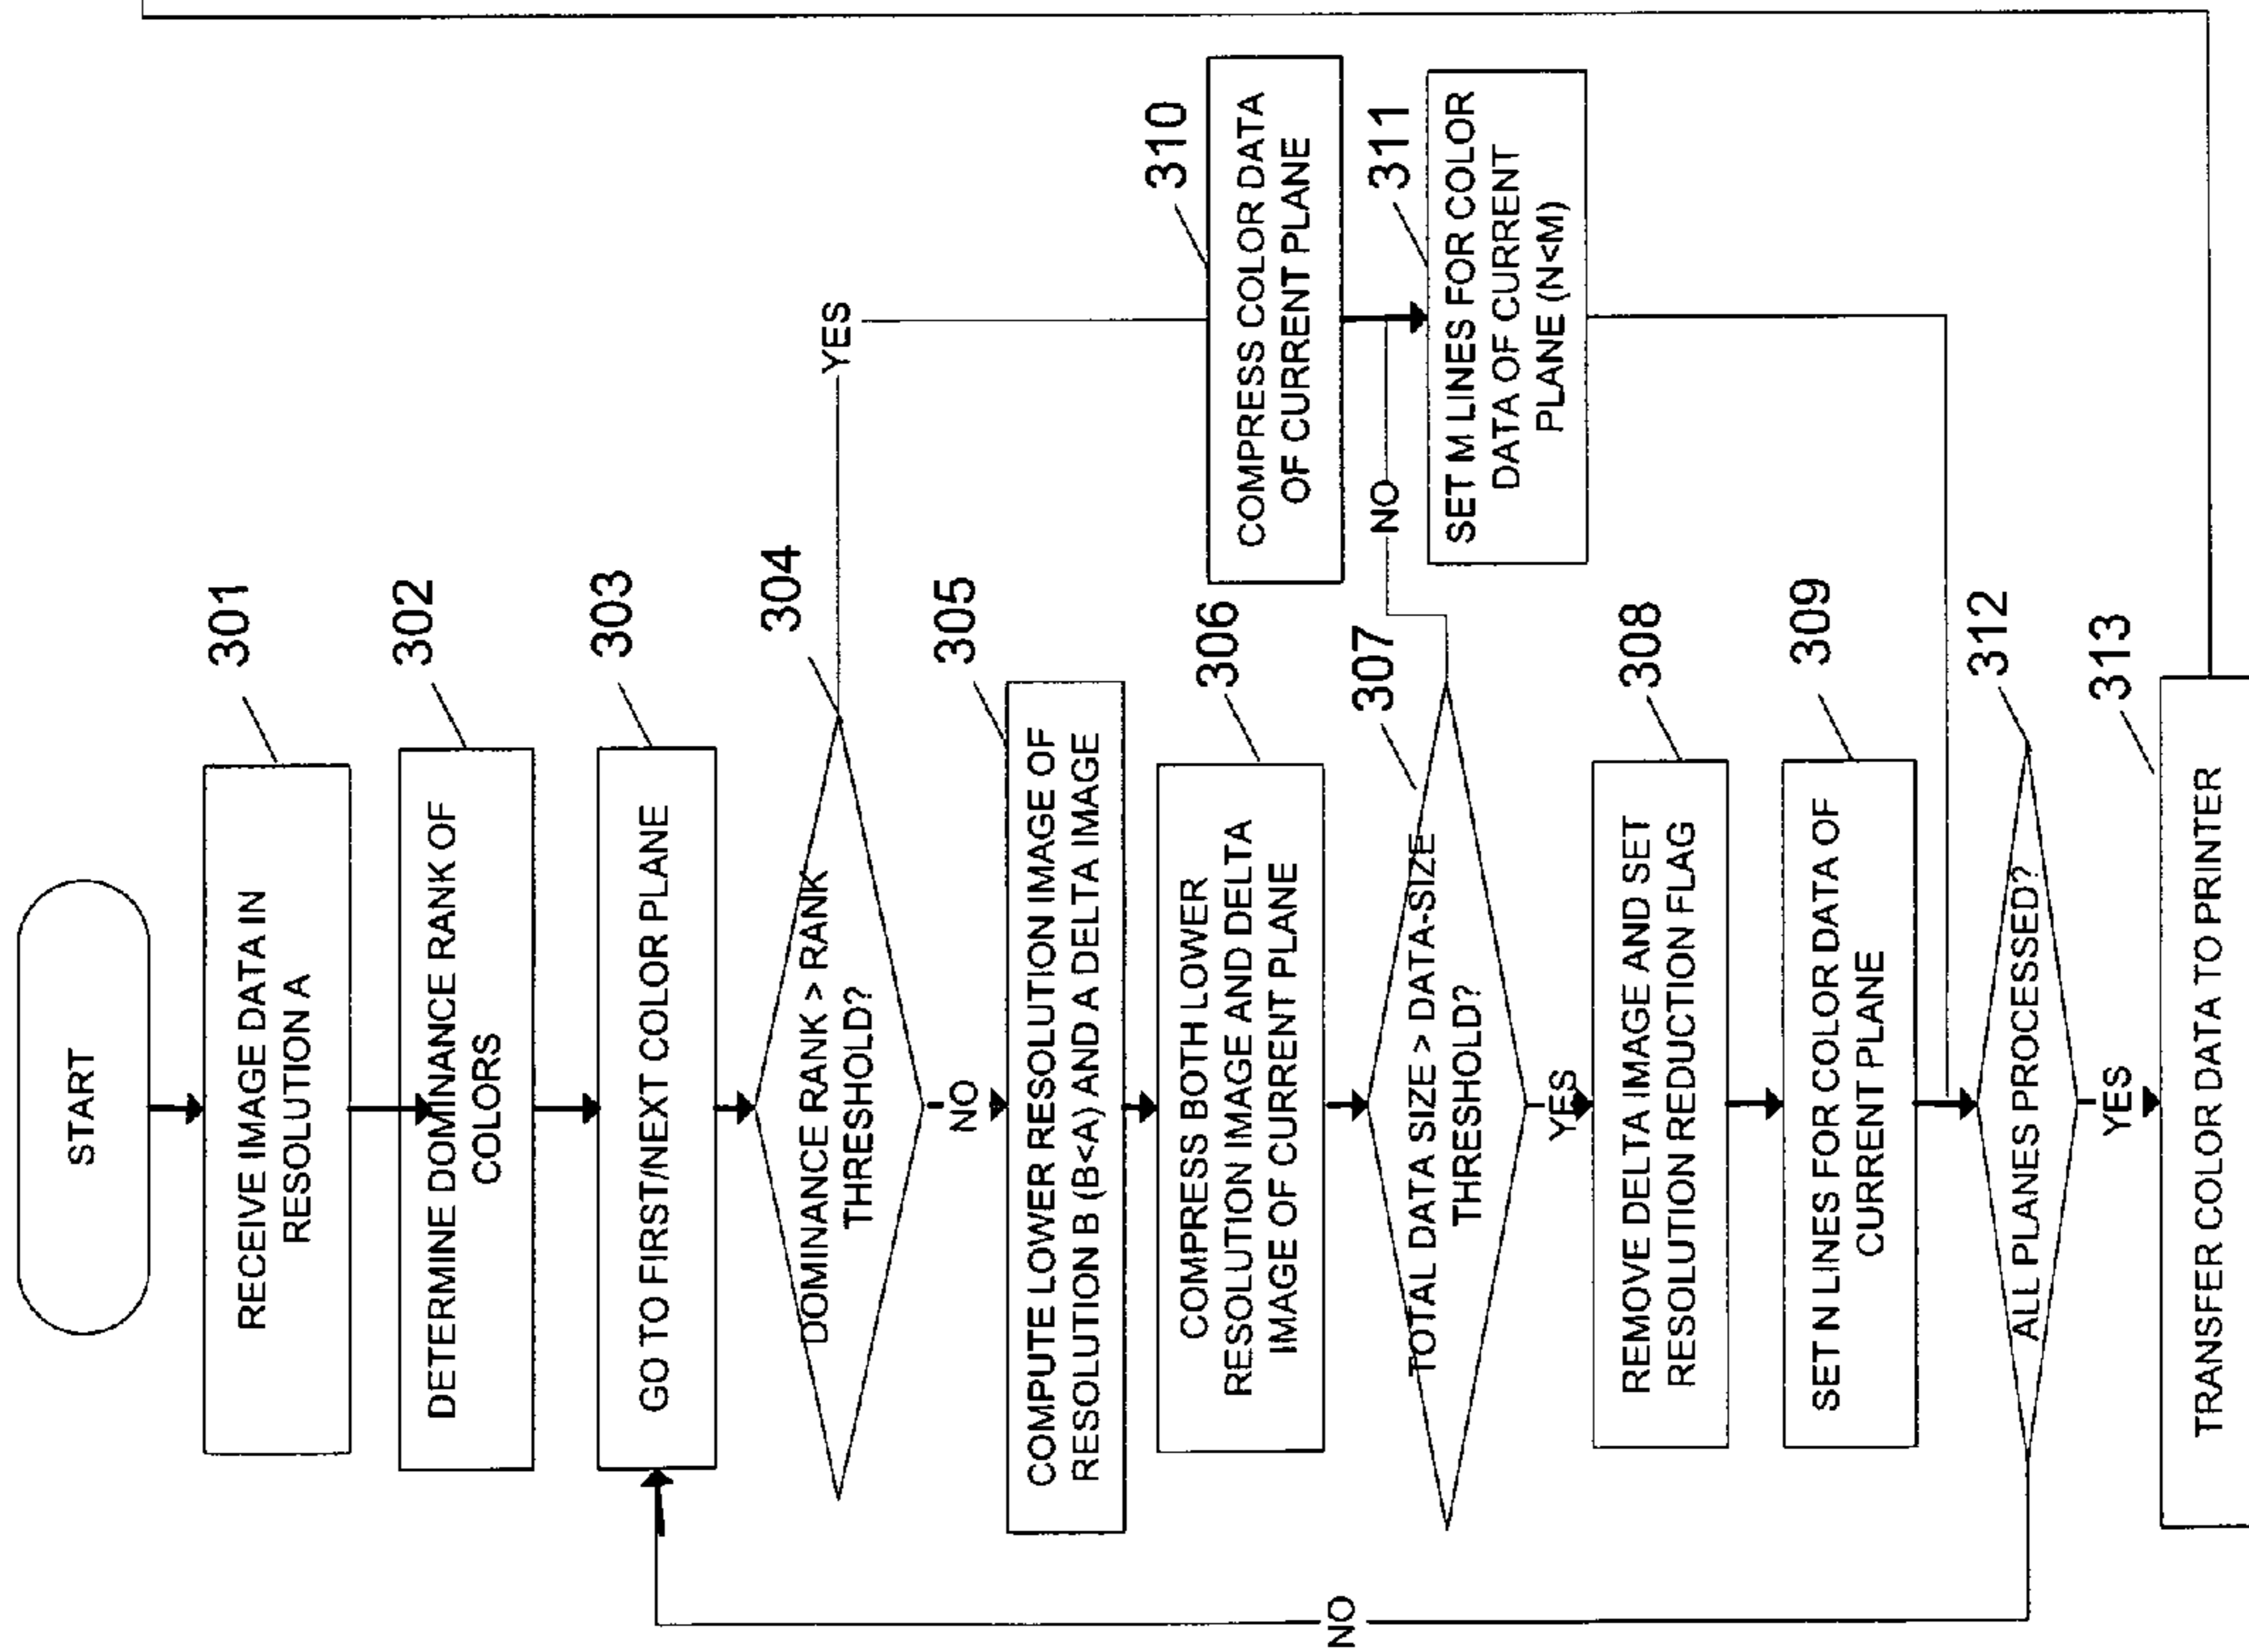 START
301
RECEIVE IMAGE DATA IN
RESOLUTION A
302
DETERMINE DOMINANCE RANK OF
COLORS
303
GO TO FIRST/NEXT COLOR PLANE
304
DOMINANCE RANK > RANK
THRESHOLD?
YES
NO
305
COMPUTE LOWER RESOLUTION IMAGE OF
RESOLUTION B (B<A) AND A DELTA IMAGE
306
COMPRESS BOTH LOWER
RESOLUTION IMAGE AND DELTA
IMAGE OF CURRENT PLANE
310
COMPRESS COLOR DATA
OF CURRENT PLANE
307
TOTAL DATA SIZE > DATA-SIZE
THRESHOLD?
NO
YES
311
SET M LINES FOR COLOR
DATA OF CURRENT
PLANE (N<M)
308
REMOVE DELTA IMAGE AND SET
RESOLUTION REDUCTION FLAG
309
SET N LINES FOR COLOR DATA OF
CURRENT PLANE
312
ALL PLANES PROCESSED?
NO
YES
313
TRANSFER COLOR DATA TO PRINTER